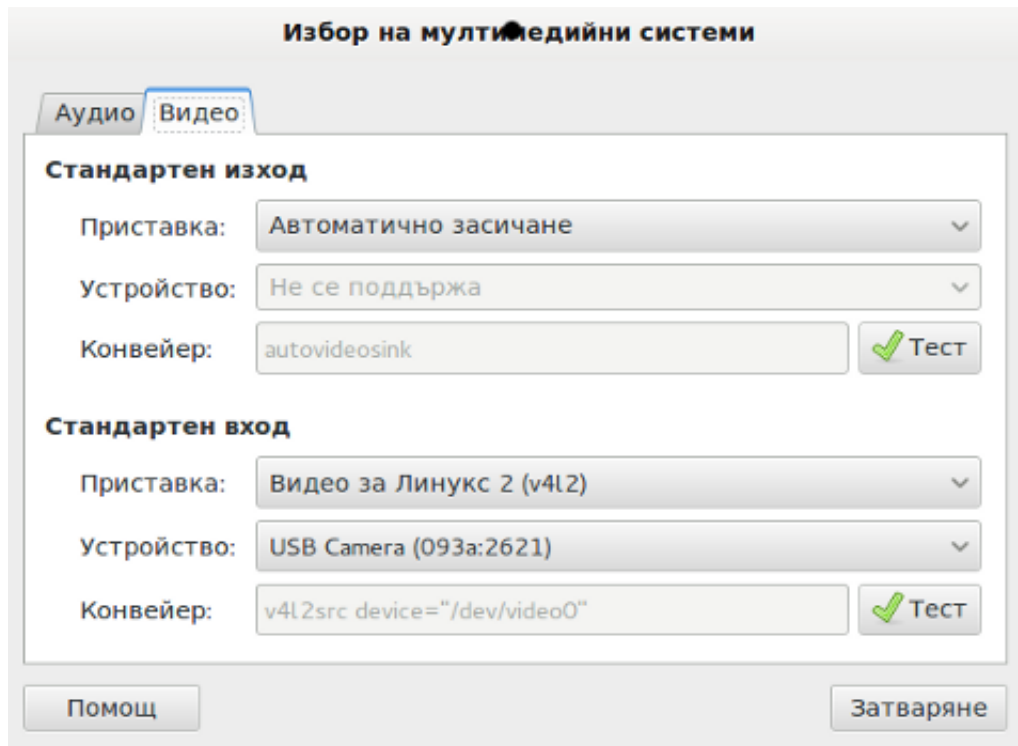 Избор на мултимедийни системи
Аудио Видео
Стандартен изход
Приставка: Автоматично засичане
Устройство: Не се поддържа
Конвейер: autovideosink Тест
Стандартен вход
Приставка: Видео за Линукс 2 (v4l2)
Устройство: USB Camera (093a:2621)
Конвейер: v4l2src device="/dev/video0" Тест
Помощ Затваряне